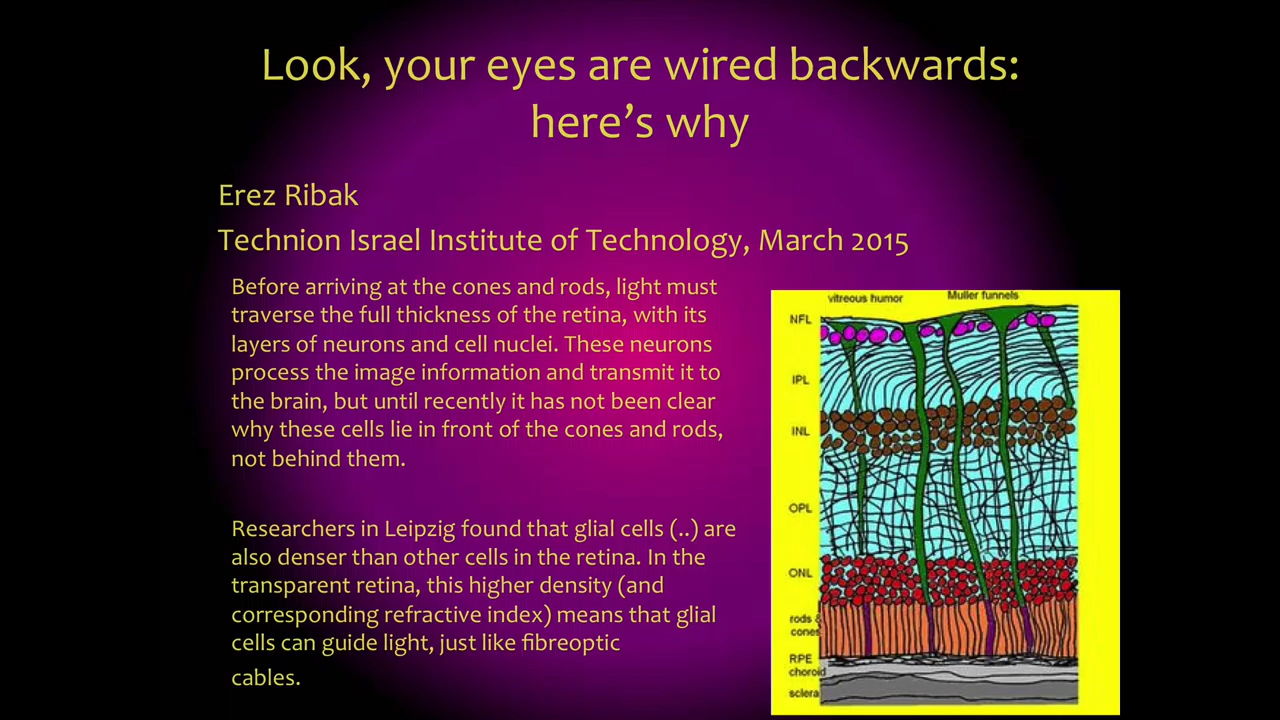 Look, your eyes are wired backwards:
here’s why
Erez Ribak
Technion Israel Institute of Technology, March 2015
Before arriving at the cones and rods, light must
traverse the full thickness of the retina, with its
layers of neurons and cell nuclei. These neurons
process the image information and transmit it to
the brain, but until recently it has not been clear
why these cells lie in front of the cones and rods,
not behind them.
Researchers in Leipzig found that glial cells (..) are
also denser than other cells in the retina. In the
transparent retina, this higher density (and
corresponding refractive index) means that glial
cells can guide light, just like fibreoptic
cables.
vitreous humor
Muller funnels
NFL
IPL
INL
OPL
ONL
rods &
cones
RPE
choroid
sclera